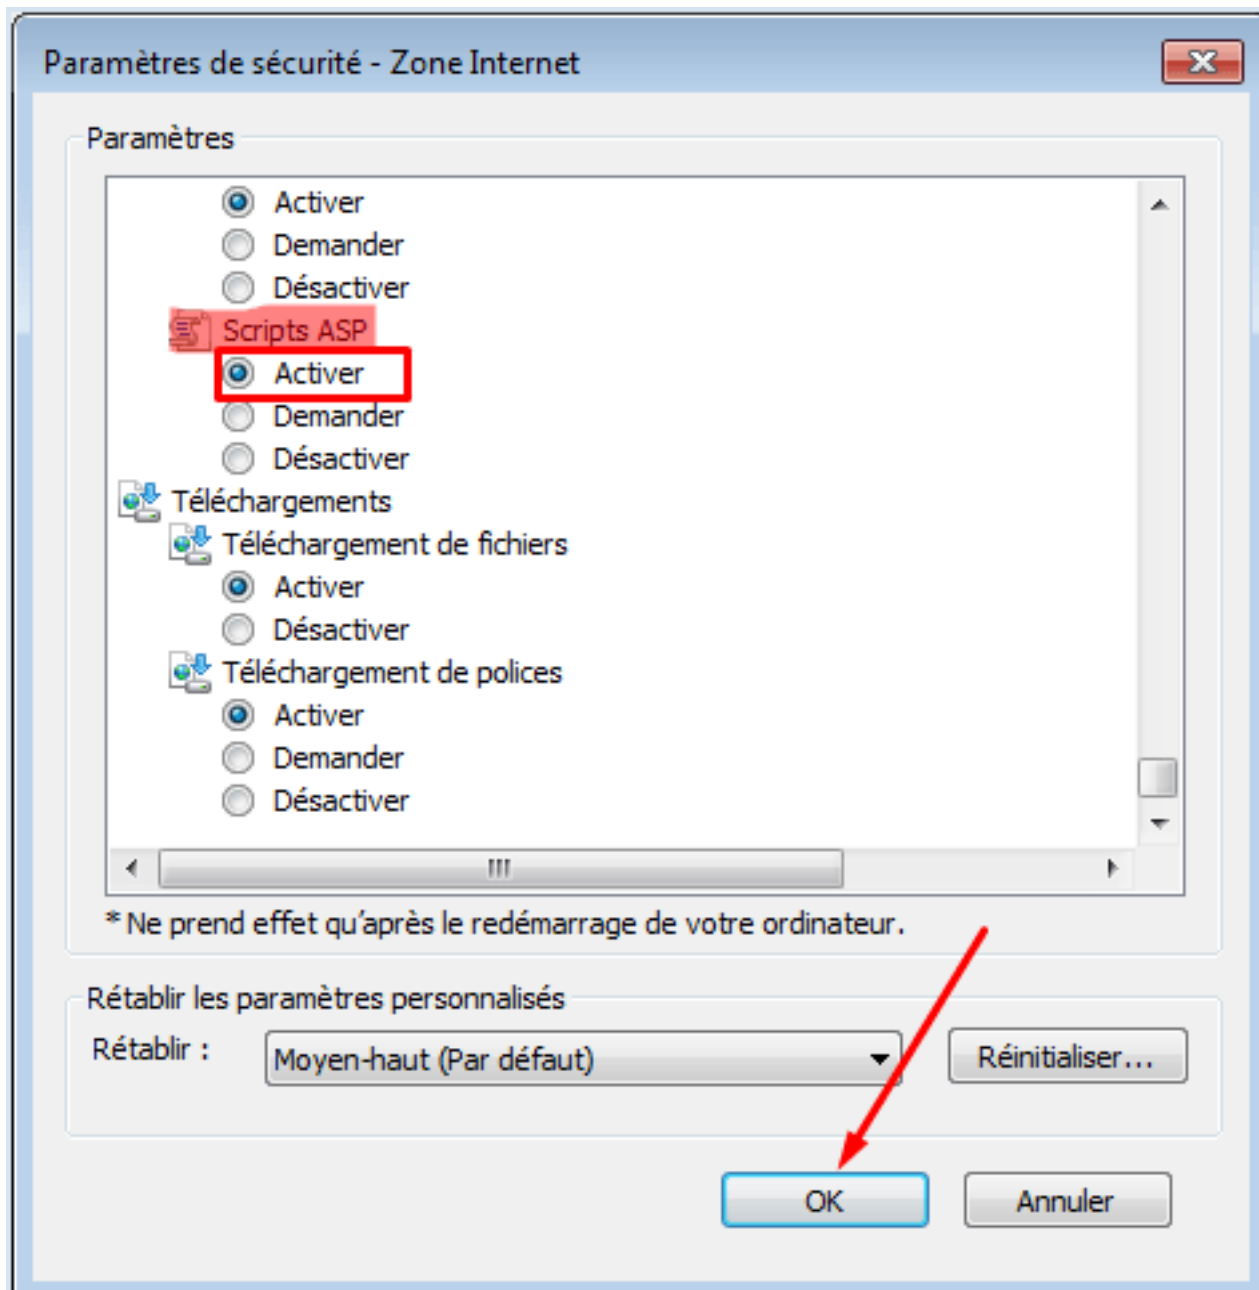 Paramètres de sécurité - Zone Internet
Paramètres
Activer
Demander
Désactiver
Scripts ASP
Activer
Demander
Désactiver
Téléchargements
Téléchargement de fichiers
Activer
Désactiver
Téléchargement de polices
Activer
Demander
Désactiver
* Ne prend effet qu'après le redémarrage de votre ordinateur.
Rétablir les paramètres personnalisés
Rétablir : Moyen-haut (Par défaut) Réinitialiser...
OK Annuler